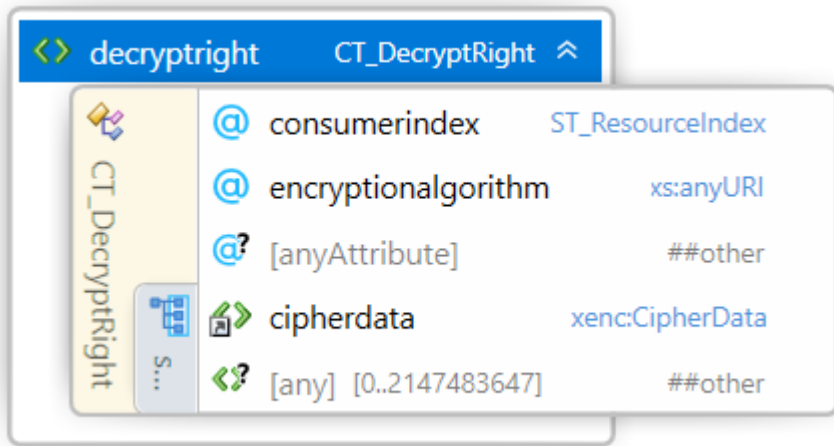 decryptright CT_DecryptRight
CT_DecryptRight
consumerindex ST_ResourceIndex
encryptionalgorithm xs:anyURI
[anyAttribute] ##other
S...
cipherdata xenc:CipherData
[any] [0..2147483647] ##other